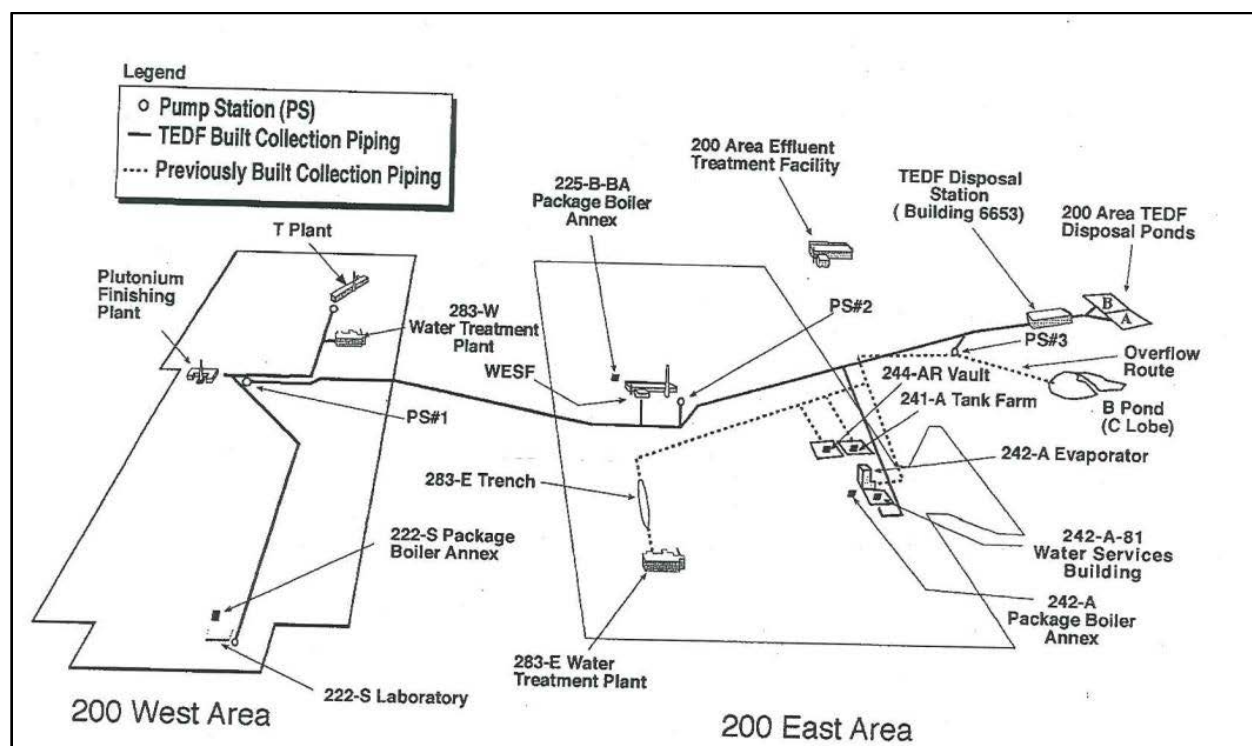 Legend
Pump Station (PS)
TEDF Built Collection Piping
Previously Built Collection Piping
200 Area Effluent
Treatment Facility
TEDF Disposal
Station
( Building 6653)
200 Area TEDF
Disposal Ponds
225-B-BA
Package Boiler
Annex
T Plant
Plutonium
Finishing
Plant
283-W
Water Treatment
Plant
PS#2
B
A
WESF
PS#3
Overflow
Route
244-AR Vault
241-A Tank Farm
PS#1
B Pond
(C Lobe)
242-A Evaporator
283-E Trench
222-S Package
Boiler Annex
242-A-81
Water Services
Building
242-A
Package Boiler
Annex
283-E Water
Treatment Plant
222-S Laboratory
200 West Area
200 East Area